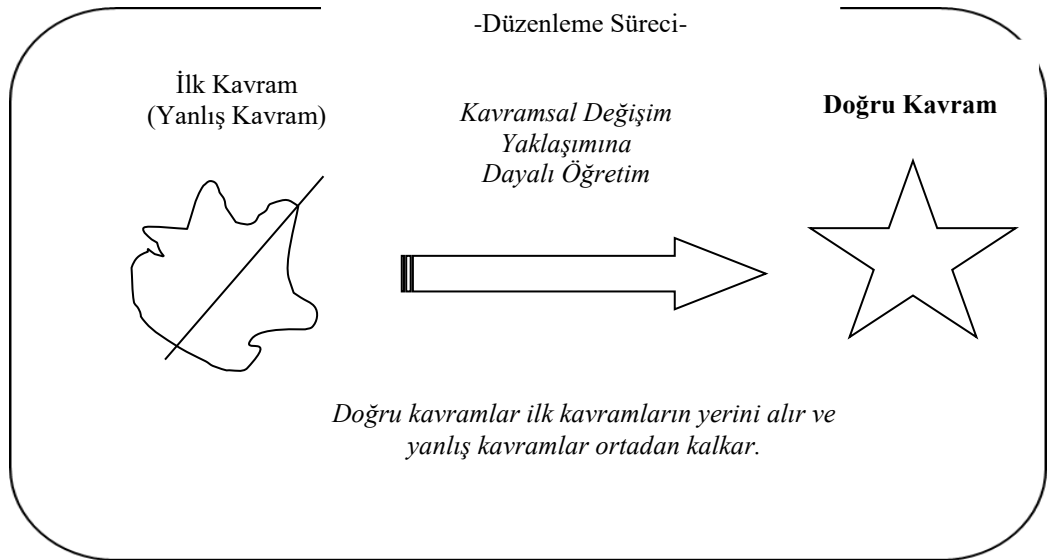 -Düzenleme Süreci-
İlk Kavram
(Yanlış Kavram)
Kavramsal Değişim
Yaklaşımına
Dayalı Öğretim
Doğru Kavram
Doğru kavramlar ilk kavramların yerini alır ve
yanlış kavramlar ortadan kalkar.